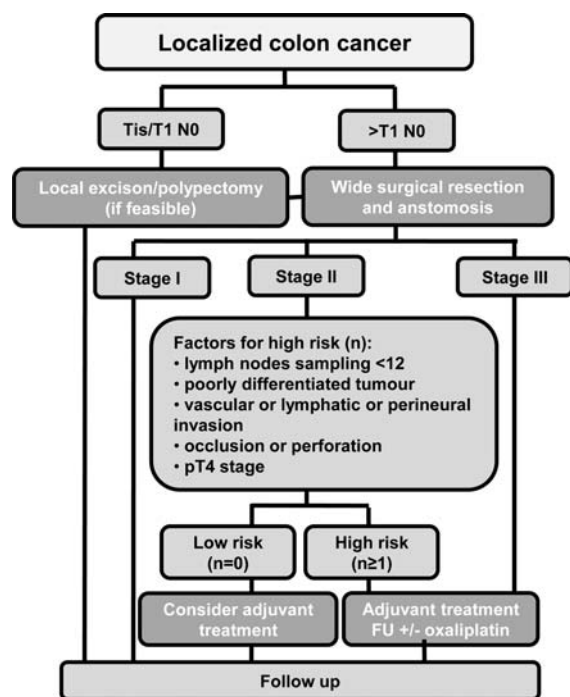 Localized colon cancer
Tis/T1 N0
>T1 N0
Local excison/polypectomy
(if feasible)
Wide surgical resection
and anstomosis
Stage I
Stage II
Stage III
Factors for high risk (n):
• lymph nodes sampling <12
• poorly differentiated tumour
• vascular or lymphatic or perineural
invasion
• occlusion or perforation
• pT4 stage
Low risk
(n=0)
High risk
(n≥1)
Consider adjuvant
treatment
Adjuvant treatment
FU +/- oxaliplatin
Follow up